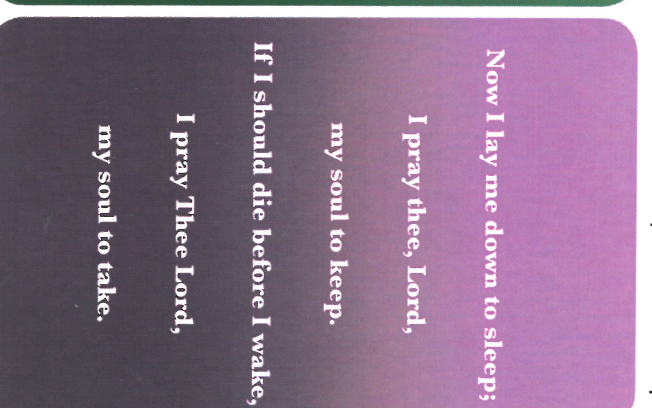 Now I lay me down to sleep;
I pray thee, Lord,
my soul to keep.
If I should die before I wake,
I pray Thee Lord,
my soul to take.